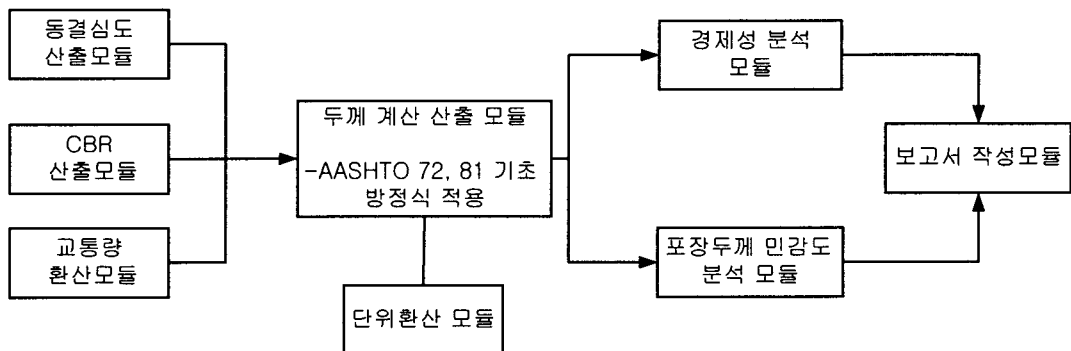 동결심도
산출모듈
CBR
산출모듈
교통량
환산모듈
두께 계산 산출 모듈
-AASHTO 72, 81 기초
방정식 적용
단위환산 모듈
경제성 분석
모듈
포장두께 민감도
분석 모듈
보고서 작성모듈